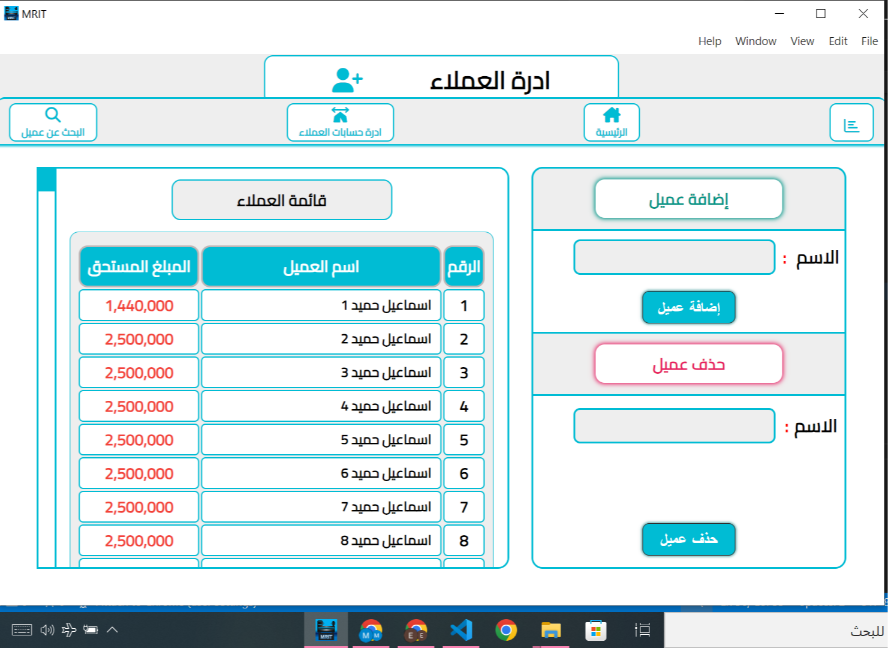 MRIT
Help Window View Edit File
ادرة العملاء
الرئيسية
ادرة حسابات العملاء
البحث عن عميل
إضافة عميل
الاسم :
إضافة عميل
حذف عميل
الاسم :
حذف عميل
قائمة العملاء
الرقم اسم العميل المبلغ المستحق
1 اسماعيل حميد 1 1,440,000
2 اسماعيل حميد 2 2,500,000
3 اسماعيل حميد 3 2,500,000
4 اسماعيل حميد 4 2,500,000
5 اسماعيل حميد 5 2,500,000
6 اسماعيل حميد 6 2,500,000
7 اسماعيل حميد 7 2,500,000
8 اسماعيل حميد 8 2,500,000
للبحث